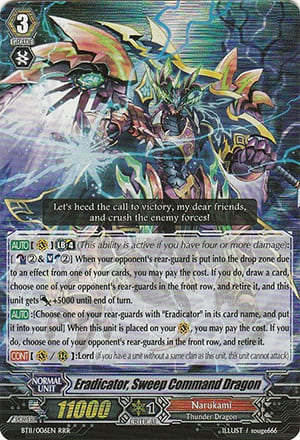 3
GRADE
Let's heed the call to victory, my dear friends,
and crush the enemy forces!
AUTO [ ] LB4 (This ability is active if you have four or more damage):
[ 2 & 2] When your opponent's rear-guard is put into the drop zone due
to an effect from one of your cards, you may pay the cost. If you do, draw a card,
choose one of your opponent's rear-guards in the front row, and retire it, and this
unit gets +5000 until end of turn.
AUTO :[Choose one of your rear-guards with "Eradicator" in its card name, and put
it into your soul] When this unit is placed on your , you may pay the cost. If you
do, choose one of your opponent's rear-guards in the front row, and retire it.
CONT [ ]:Lord (If you have a unit without a same clan as this unit, this unit cannot attack)
NORMAL
UNIT
Eradicator, Sweep Command Dragon
11000
1
CRITICAL
Narukami
Thunder Dragon
BT11/006EN RRR
ILLUST / touge666